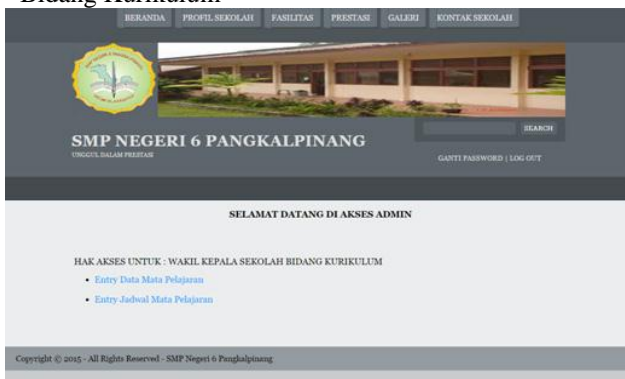 Bidang Kurikulum
BERANDA PROFIL SEKOLAH FASILITAS PRESTASI GALERI KONTAK SEKOLAH
SEARCH
SMP NEGERI 6 PANGKALPINANG
UNGGUL DALAM PRESTASI
GANTI PASSWORD | LOG OUT
SELAMAT DATANG DI AKSES ADMIN
HAK AKSES UNTUK : WAKIL KEPALA SEKOLAH BIDANG KURIKULUM
• Entry Data Mata Pelajaran
• Entry Jadwal Mata Pelajaran
Copyright © 2015 - All Rights Reserved - SMP Negeri 6 Pangkalpinang